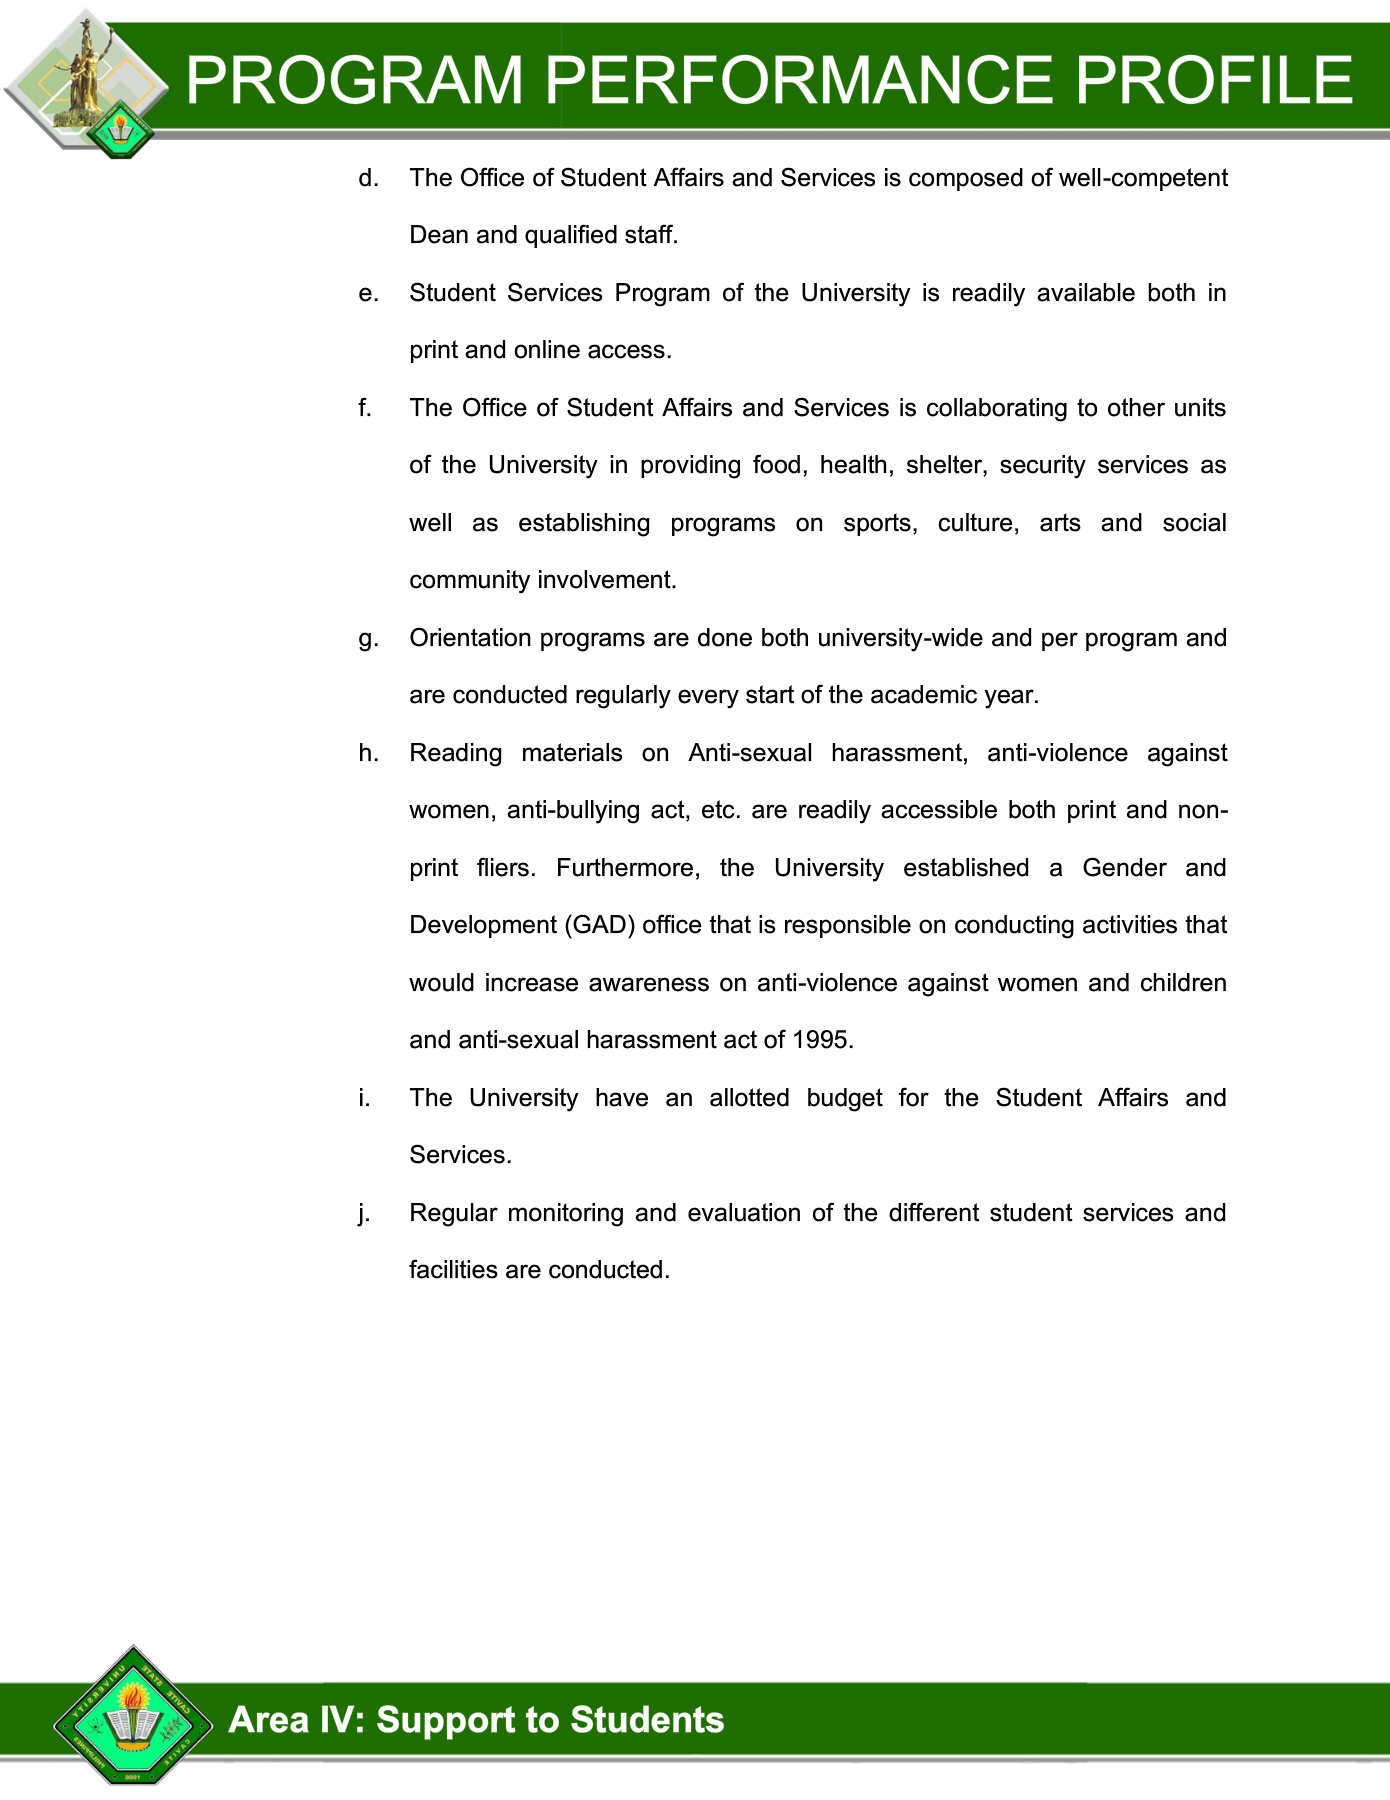 PROGRAM PERFORMANCE PROFILE
d. The Office of Student Affairs and Services is composed of well-competent
Dean and qualified staff.
e. Student Services Program of the University is readily available both in
print and online access.
f. The Office of Student Affairs and Services is collaborating to other units
of the University in providing food, health, shelter, security services as
well as establishing programs on sports, culture, arts and social
community involvement.
g. Orientation programs are done both university-wide and per program and
are conducted regularly every start of the academic year.
h. Reading materials on Anti-sexual harassment, anti-violence against
women, anti-bullying act, etc. are readily accessible both print and non-
print fliers. Furthermore, the University established a Gender and
Development (GAD) office that is responsible on conducting activities that
would increase awareness on anti-violence against women and children
and anti-sexual harassment act of 1995.
i. The University have an allotted budget for the Student Affairs and
Services.
j. Regular monitoring and evaluation of the different student services and
facilities are conducted.
CAVITE STATE UNIVERSITY
CAVITE PHILIPPINES
Area IV: Support to Students